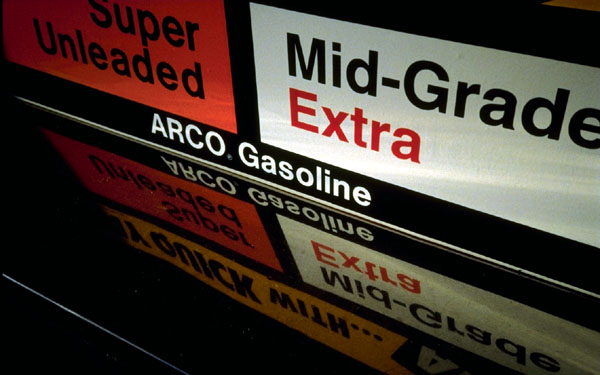 Super
Unleaded
Mid-Grade
Extra
ARCO® Gasoline
ARCO® Gasoline
Unleaded
Super
Extra
Mid-Grade
Y QUICK WITH...